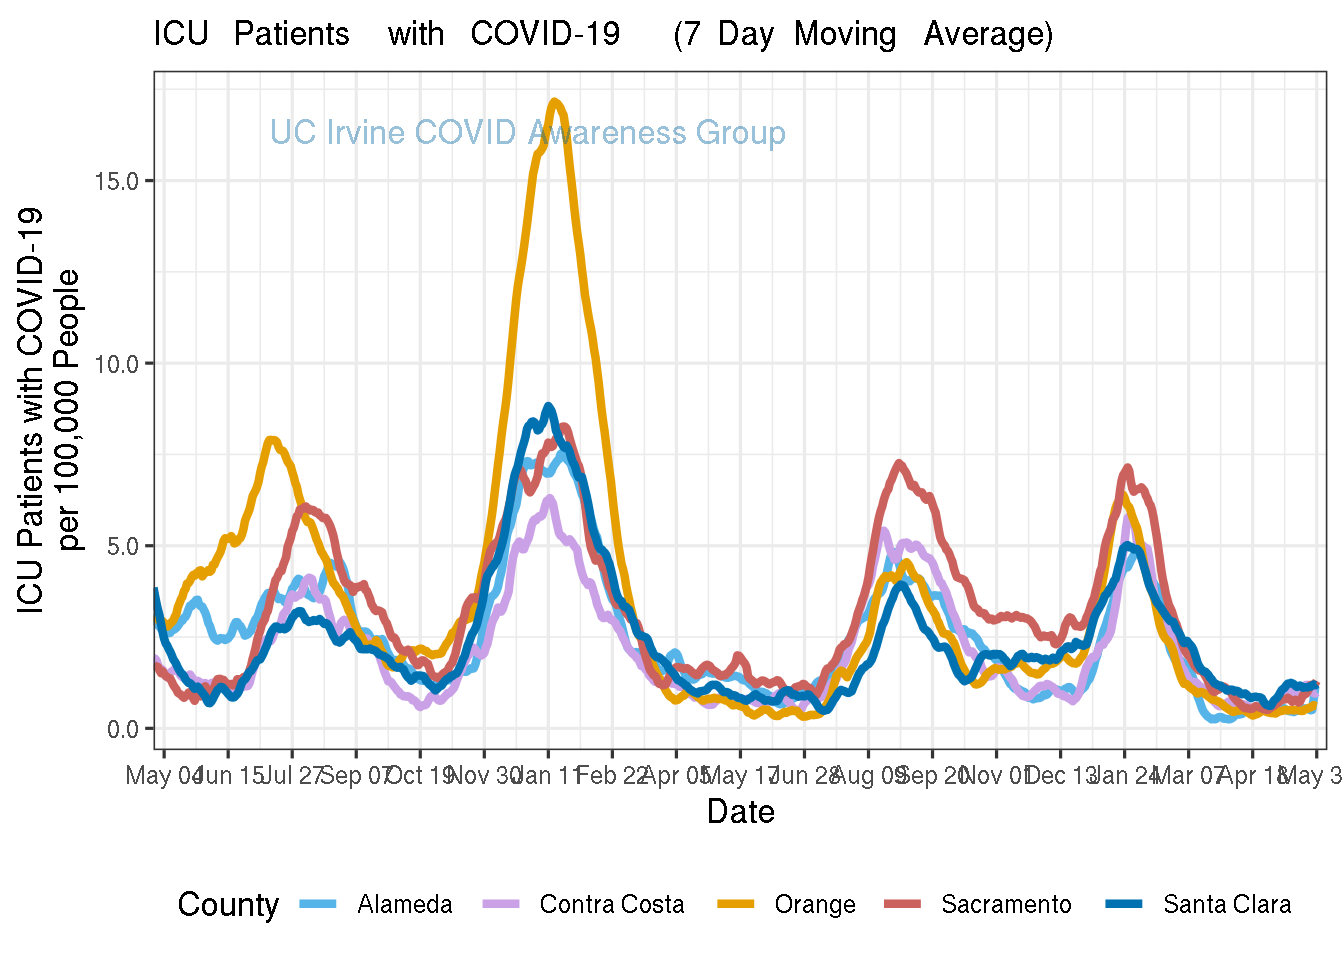 ICU Patients with COVID-19 (7 Day Moving Average)
UC Irvine COVID Awareness Group
ICU Patients with COVID-19
per 100,000 People
15.0
10.0
5.0
0.0
May 04 Jun 15 Jul 27 Sep 07 Oct 19 Nov 30 Jan 11 Feb 22 Apr 05 May 17 Jun 28 Aug 09 Sep 20 Nov 01 Dec 13 Jan 24 Mar 07 Apr 18 May 3
Date
County Alameda Contra Costa Orange Sacramento Santa Clara